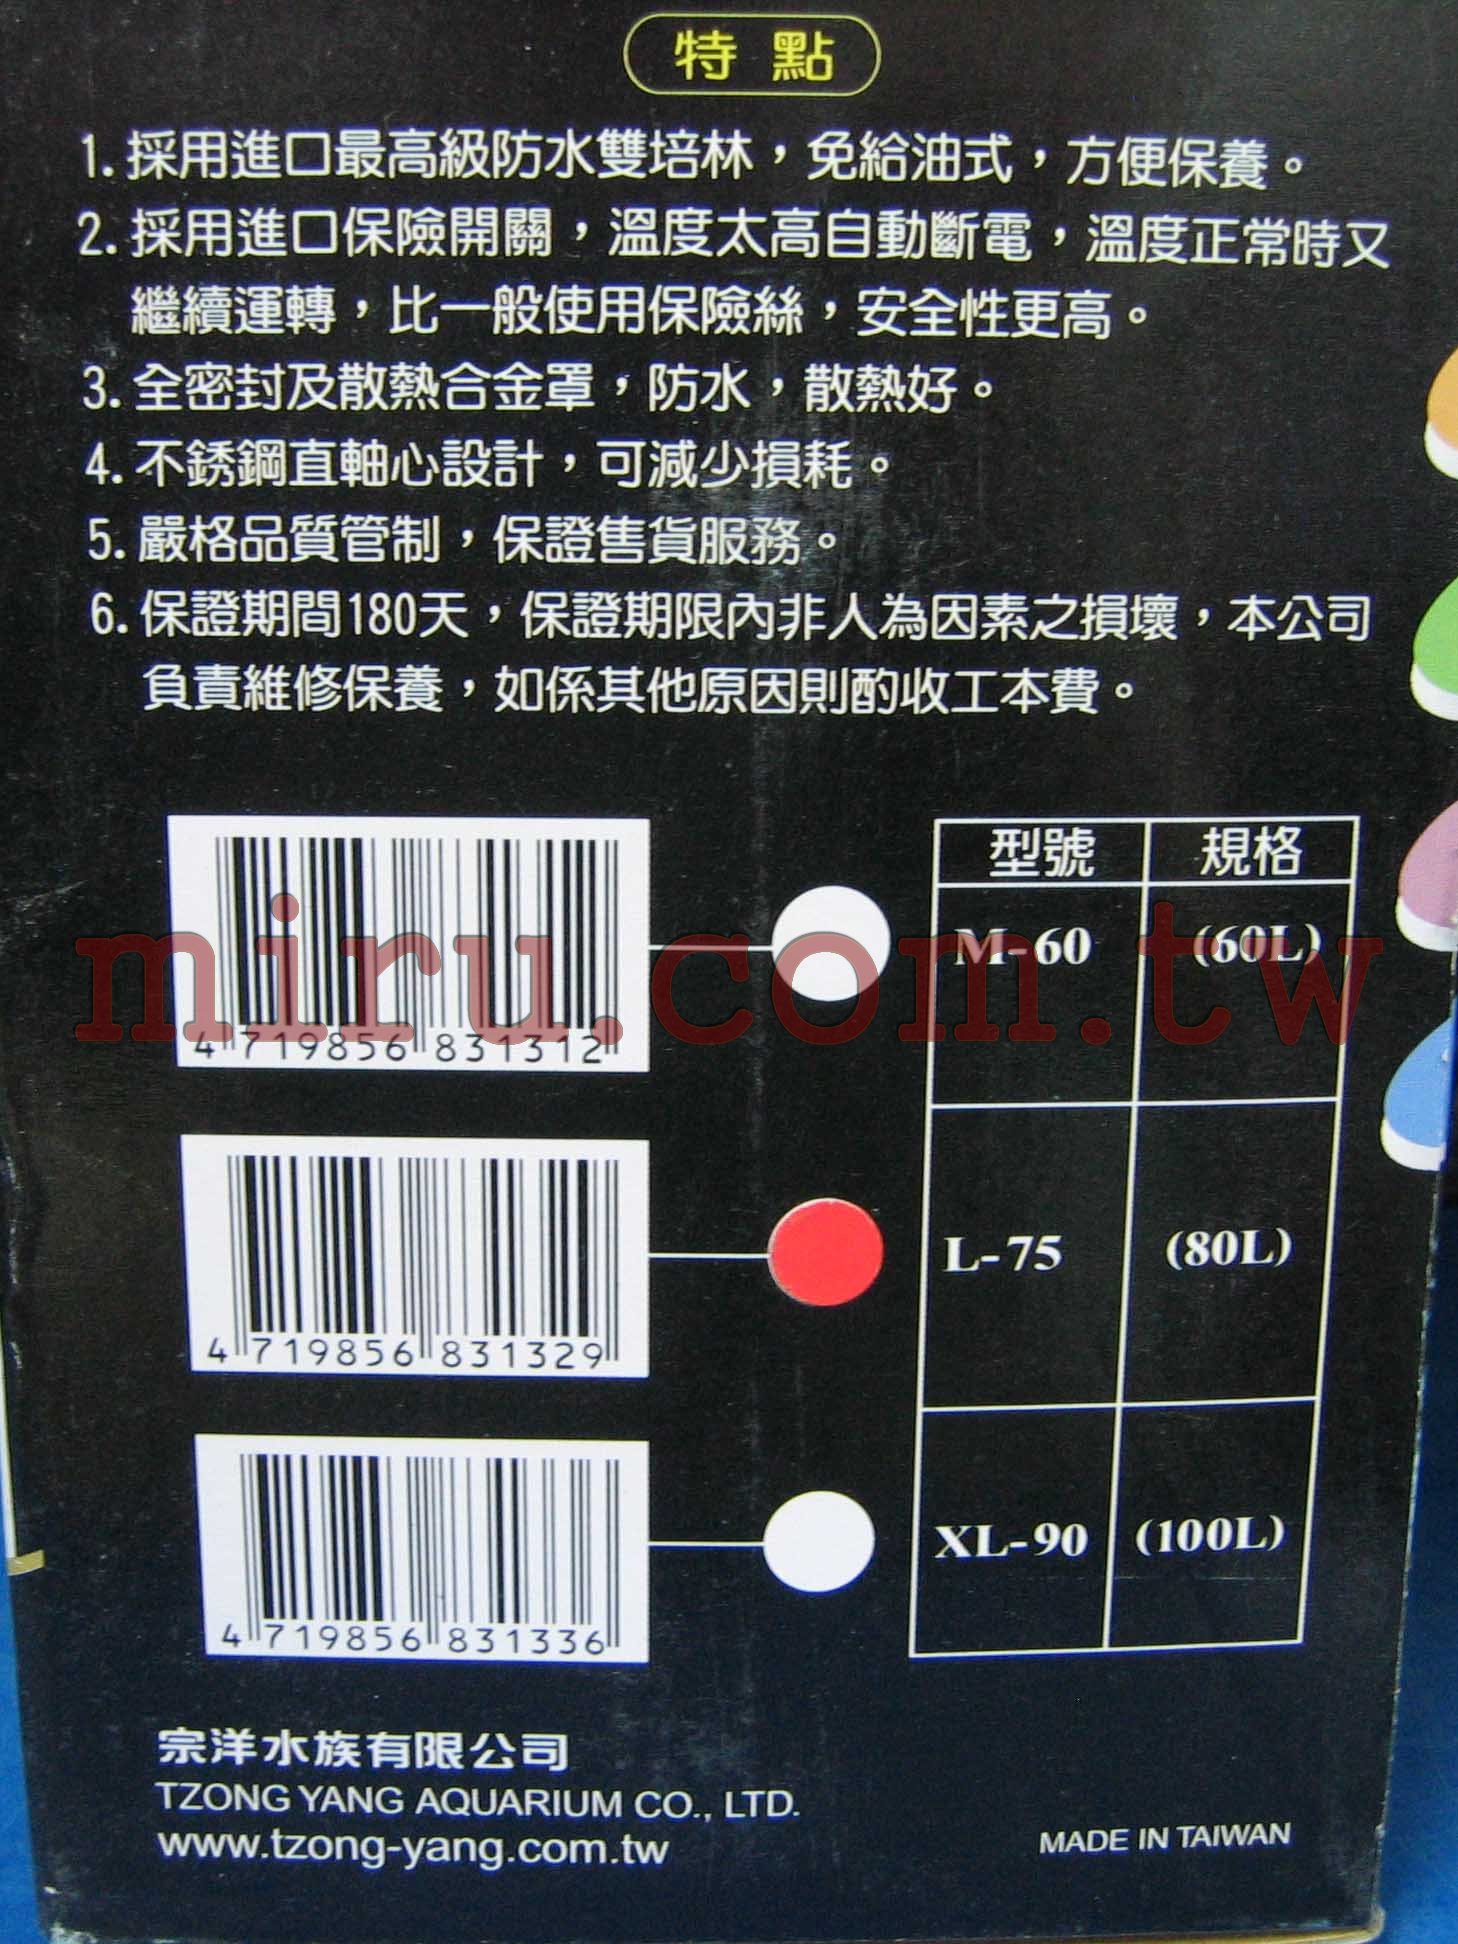 特點
1. 採用進口最高級防水雙培林，免給油式，方便保養。
2. 採用進口保險開關，溫度太高自動斷電，溫度正常時又
繼續運轉，比一般使用保險絲，安全性更高。
3. 全密封及散熱合金罩，防水，散熱好。
4. 不銹鋼直軸心設計，可減少損耗。
5. 嚴格品質管制，保證售貨服務。
6. 保證期間180天，保證期限內非人為因素之損壞，本公司
負責維修保養，如係其他原因則酌收工本費。
型號 規格
M-60 (60L)
miru.com.tw
4 719856 831312
L-75 (80L)
4 719856 831329
XL-90 (100L)
4 719856 831336
宗洋水族有限公司
TZONG YANG AQUARIUM CO., LTD.
www.tzong-yang.com.tw
MADE IN TAIWAN